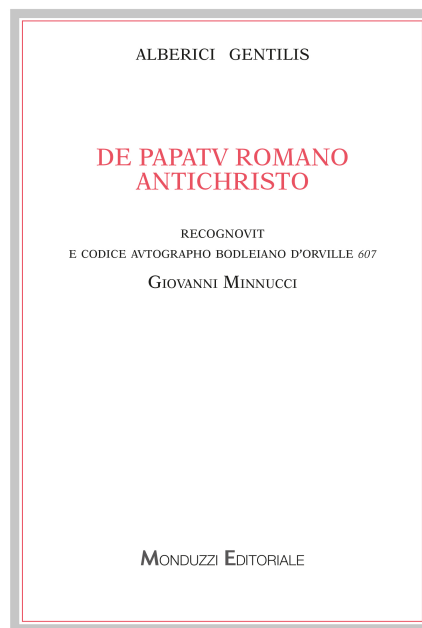 ALBERICI GENTILIS
DE PAPATV ROMANO
ANTICHRISTO
RECOGNOVIT
E CODICE AVTOGRAPHO BODLEIANO D'ORVILLE 607
GIOVANNI MINNUCCI
MONDUZZI EDITORIALE